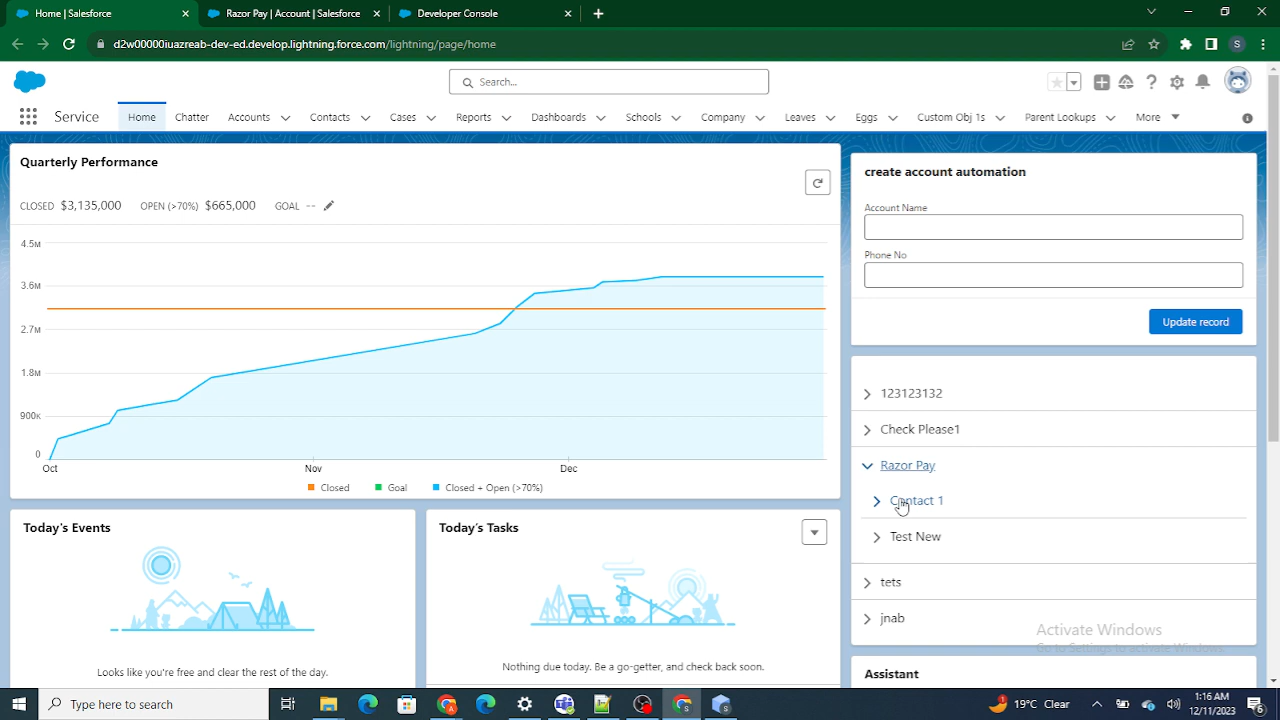 Home | Salesforce
Razor Pay | Account | Salesforce
Developer Console
d2w00000iuazreab-dev-ed.develop.lightning.force.com/lightning/page/home
S
Search...
Service
Home
Chatter
Accounts
Contacts
Cases
Reports
Dashboards
Schools
Company
Leaves
Eggs
Custom Obj 1s
Parent Lookups
More
Quarterly Performance
CLOSED $3,135,000 OPEN (>70%) $665,000 GOAL --
4.5M
3.6M
2.7M
1.8M
900K
0
Oct
Nov
Dec
Closed
Goal
Closed + Open (>70%)
Today's Events
Looks like you're free and clear the rest of the day.
Today's Tasks
Nothing due today. Be a go-getter, and check back soon.
create account automation
Account Name
Phone No
Update record
123123132
Check Please1
Razor Pay
Contact 1
Test New
tets
jnab
Activate Windows
Go to Settings to activate Windows.
Assistant
Type here to search
19°C Clear
1:16 AM
12/11/2023